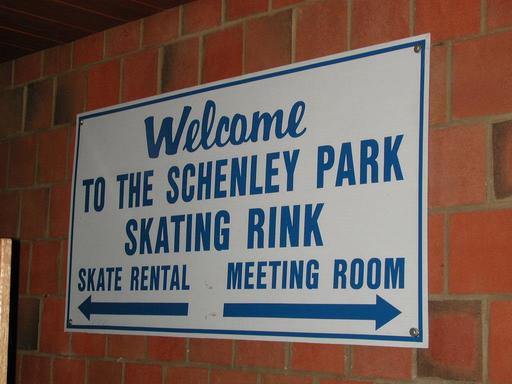 Welcome
TO THE SCHENLEY PARK
SKATING RINK
SKATE RENTAL MEETING ROOM